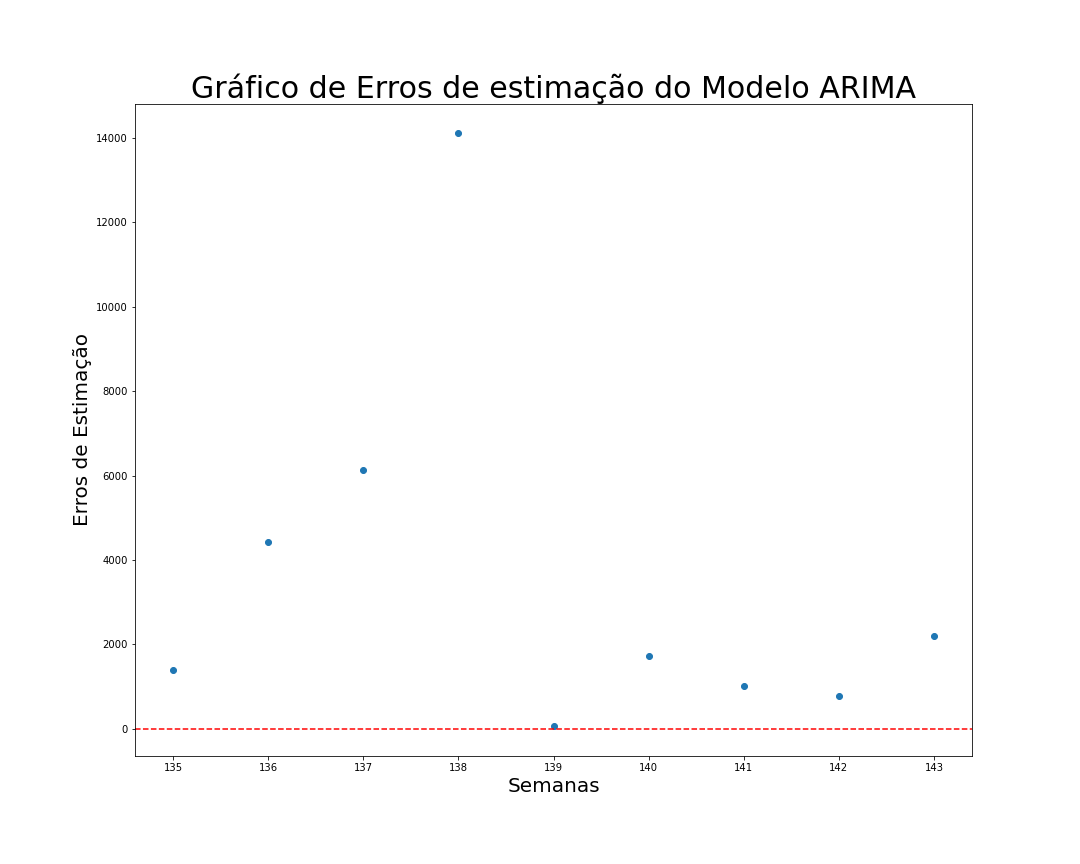 Gráfico de Erros de estimação do Modelo ARIMA
14000
12000
10000
8000
6000
4000
2000
0
Erros de Estimação
135 136 137 138 139 140 141 142 143
Semanas